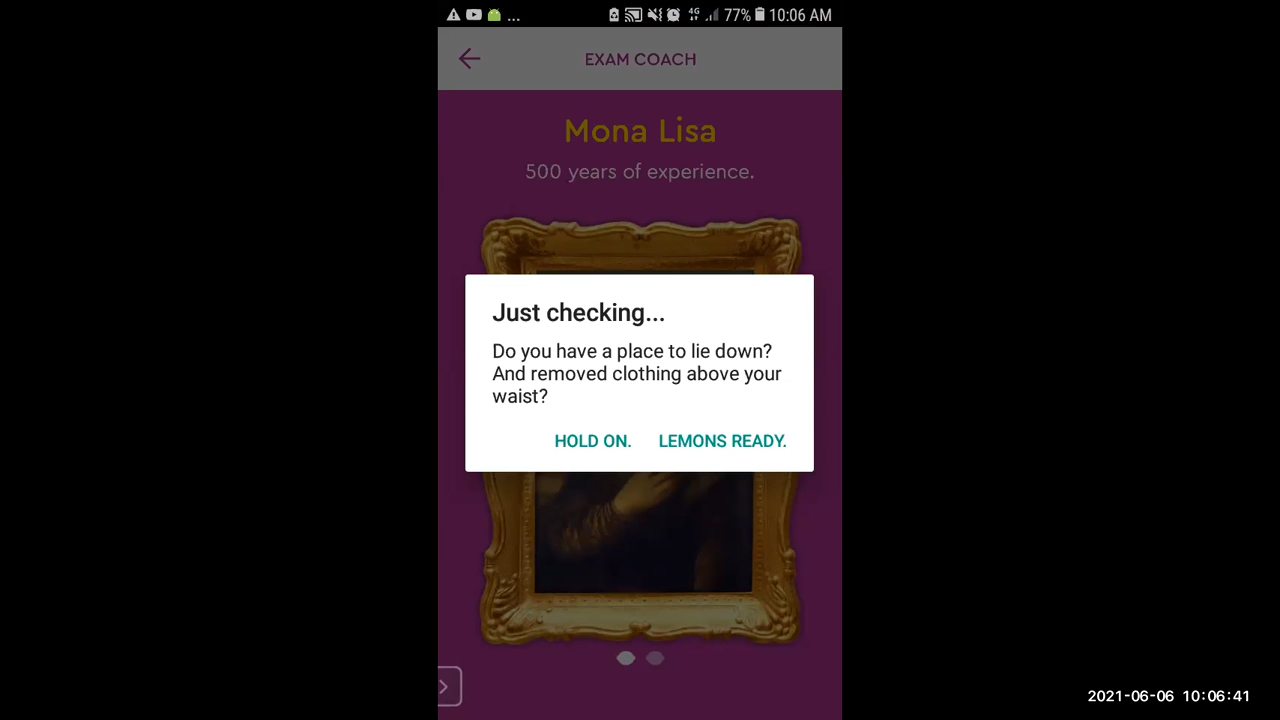 ... 4G 77% 10:06 AM
EXAM COACH
Mona Lisa
500 years of experience.
Just checking...
Do you have a place to lie down?
And removed clothing above your
waist?
HOLD ON. LEMONS READY.
2021-06-06 10:06:41